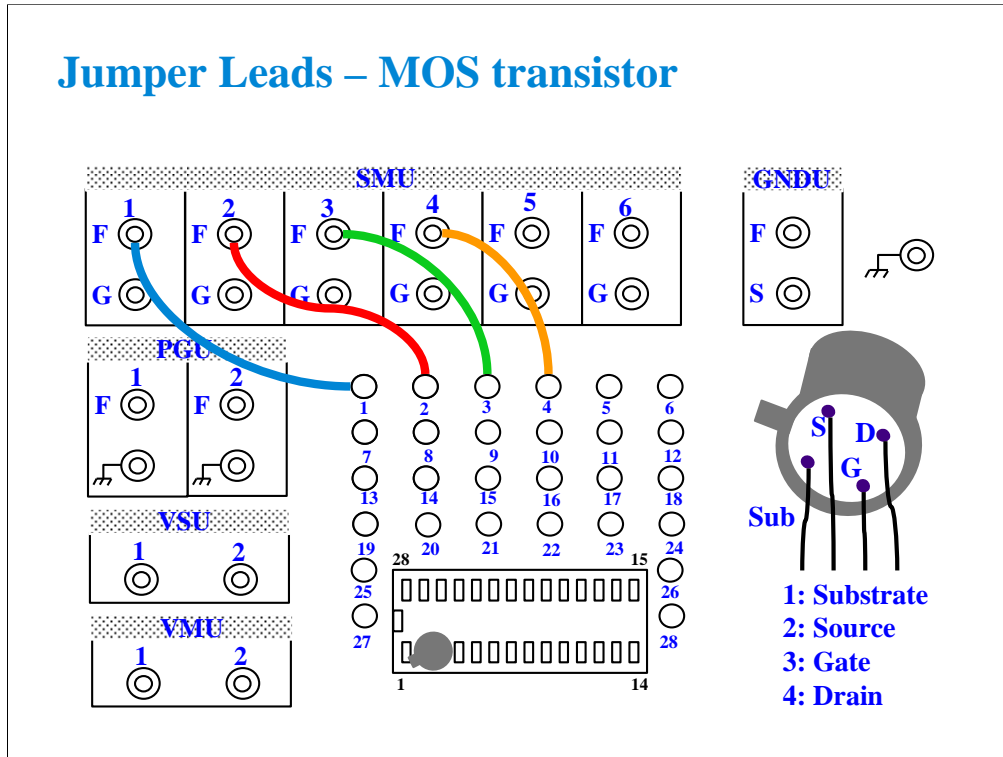 Jumper Leads – MOS transistor
SMU
GNDU
1 2 3 4 5 6
F F F F F F F
G G G G G G S
PGU
1 2
F F
1 2 3 4 5 6
7 8 9 10 11 12
13 14 15 16 17 18
19 20 21 22 23 24
25 26
27 28
VSU
1 2
VMU
1 2
28 15
1 14
S D
G
Sub
1: Substrate
2: Source
3: Gate
4: Drain